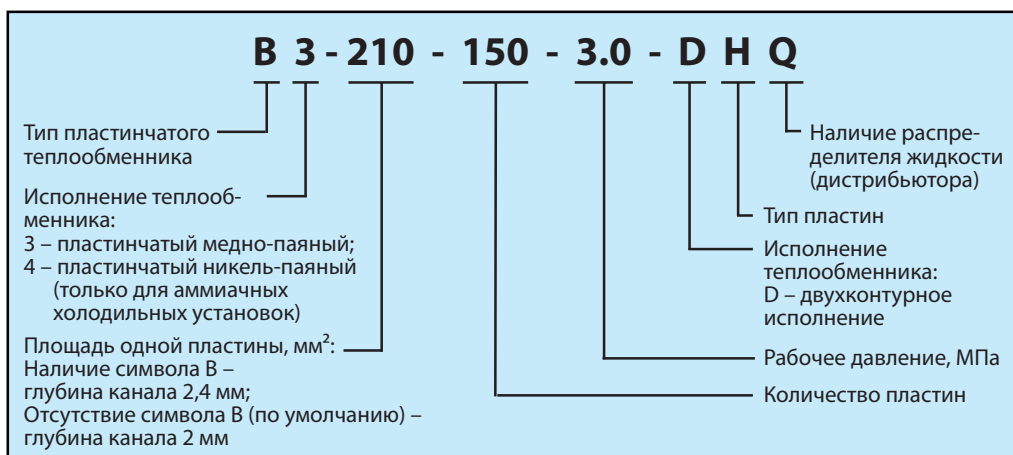 B 3 - 210 - 150 - 3.0 - D H Q
Тип пластинчатого
теплообменника
Исполнение теплооб-
менника:
3 – пластинчатый медно-паяный;
4 – пластинчатый никель-паяный
(только для аммиачных
холодильных установок)
Площадь одной пластины, мм²:
Наличие символа В –
глубина канала 2,4 мм;
Отсутствие символа В (по умолчанию) –
глубина канала 2 мм
Наличие распре-
делителя жидкости
(дистрибьютора)
Тип пластин
Исполнение
теплообменника:
D – двухконтурное
исполнение
Рабочее давление, МПа
Количество пластин